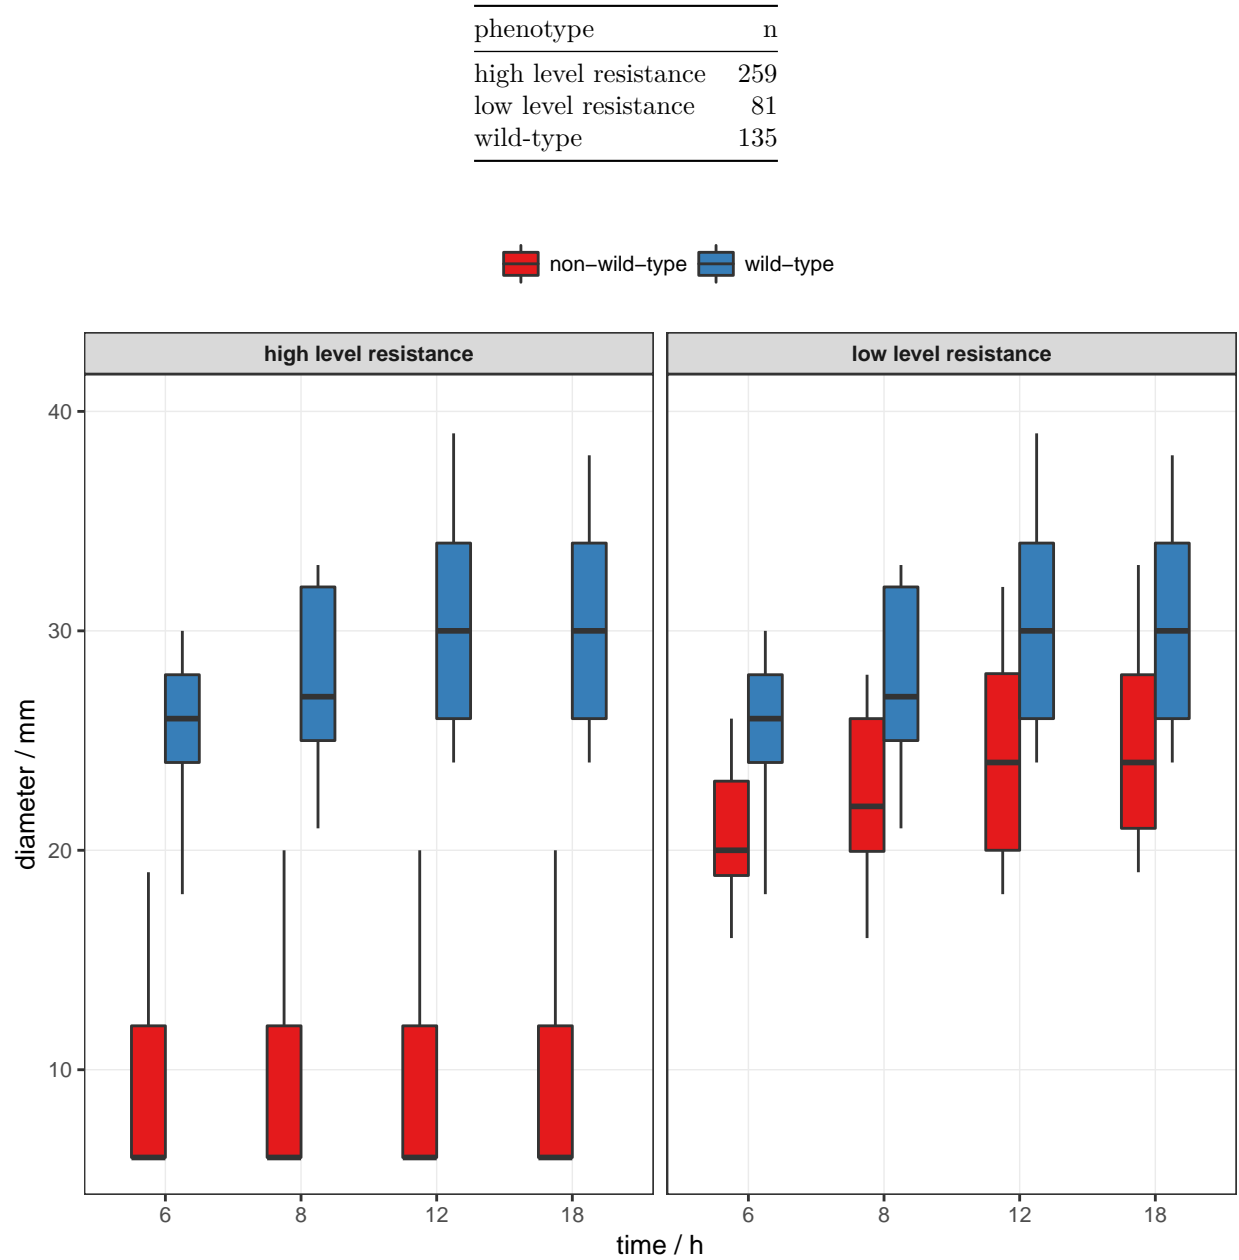 phenotype n
high level resistance 259
low level resistance 81
wild-type 135
non−wild−type wild−type
high level resistance low level resistance
40
30
20
10
diameter / mm
6 8 12 18 6 8 12 18
time / h